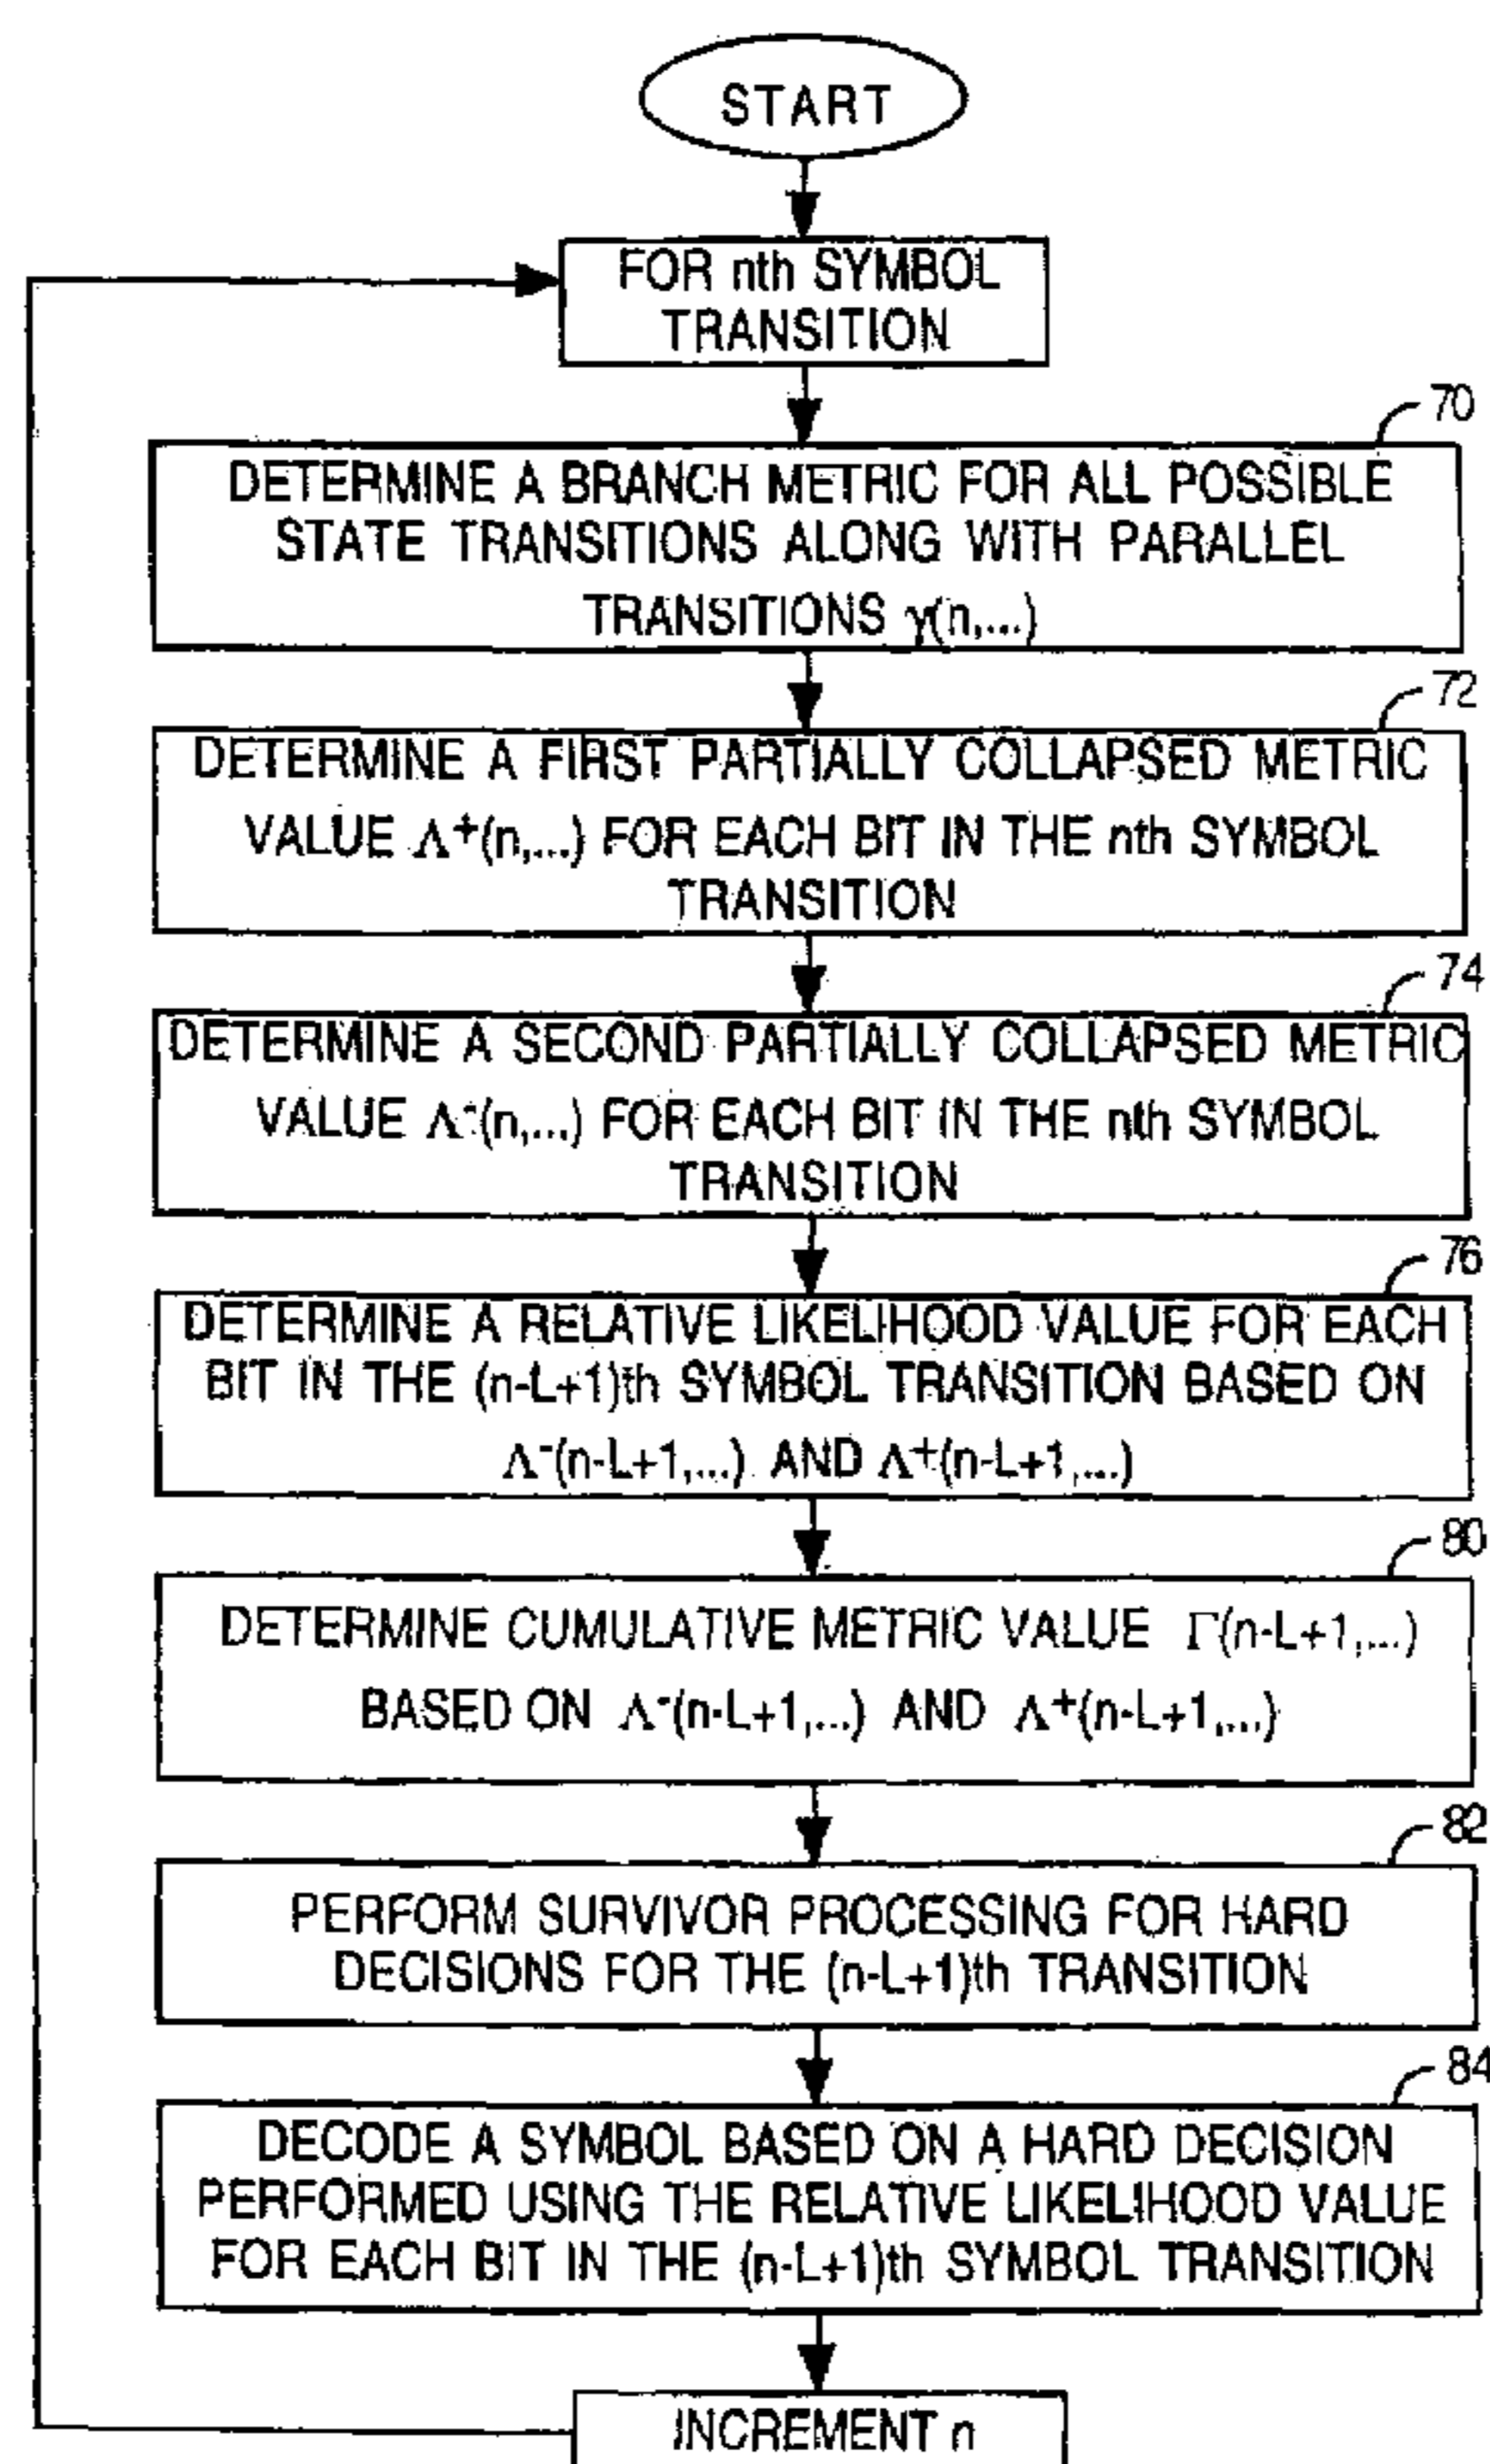 START
FOR nth SYMBOL
TRANSITION
70
DETERMINE A BRANCH METRIC FOR ALL POSSIBLE
STATE TRANSITIONS ALONG WITH PARALLEL
TRANSITIONS γ(n,...)
72
DETERMINE A FIRST PARTIALLY COLLAPSED METRIC
VALUE Λ⁺(n,...) FOR EACH BIT IN THE nth SYMBOL
TRANSITION
74
DETERMINE A SECOND PARTIALLY COLLAPSED METRIC
VALUE Λ⁻(n,...) FOR EACH BIT IN THE nth SYMBOL
TRANSITION
76
DETERMINE A RELATIVE LIKELIHOOD VALUE FOR EACH
BIT IN THE (n-L+1)th SYMBOL TRANSITION BASED ON
Λ⁻(n-L+1,...) AND Λ⁺(n-L+1,...)
80
DETERMINE CUMULATIVE METRIC VALUE Γ(n-L+1,...)
BASED ON Λ⁻(n-L+1,...) AND Λ⁺(n-L+1,...)
82
PERFORM SURVIVOR PROCESSING FOR HARD
DECISIONS FOR THE (n-L+1)th TRANSITION
84
DECODE A SYMBOL BASED ON A HARD DECISION
PERFORMED USING THE RELATIVE LIKELIHOOD VALUE
FOR EACH BIT IN THE (n-L+1)th SYMBOL TRANSITION
INCREMENT n